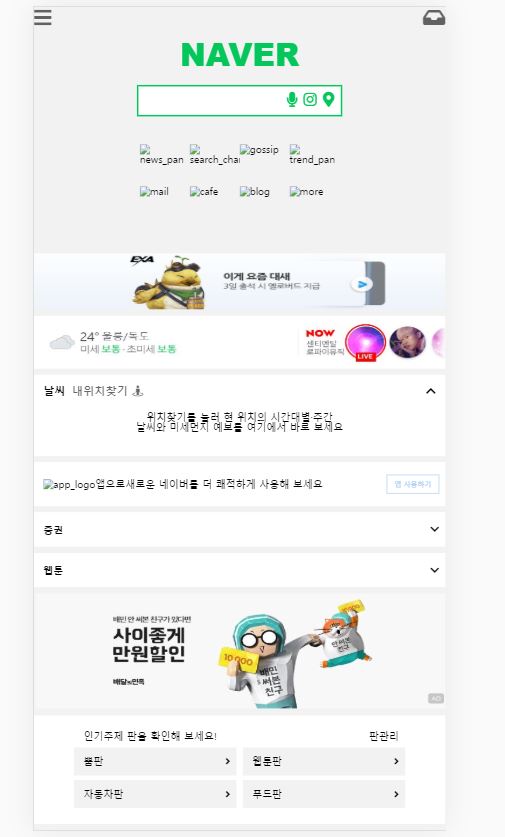 NAVER
news_pan search_cha gossip trend_pan
mail cafe blog more
EXA
이게 요즘 대새
3일 출석 시 옐로버드 지급
24° 울릉/독도
미세 보통 · 초미세 보통
NOW
센티멘탈
로파이뮤직
LIVE
날씨 내위치찾기
위치찾기를 눌러 현 위치의 시간대별·주간
날씨와 미세먼지 예보를 여기에서 바로 보세요
app_logo앱으로새로운 네이버를 더 쾌적하게 사용해 보세요
앱 사용하기
증권
웹툰
배민 안 써본 친구가 있다면
사이좋게
만원할인
배달의민족
10000
배민
써본
친구
10000
안 써본
친구
AD
인기주제 판을 확인해 보세요! 판관리
뿜판 웹툰판
자동차판 푸드판